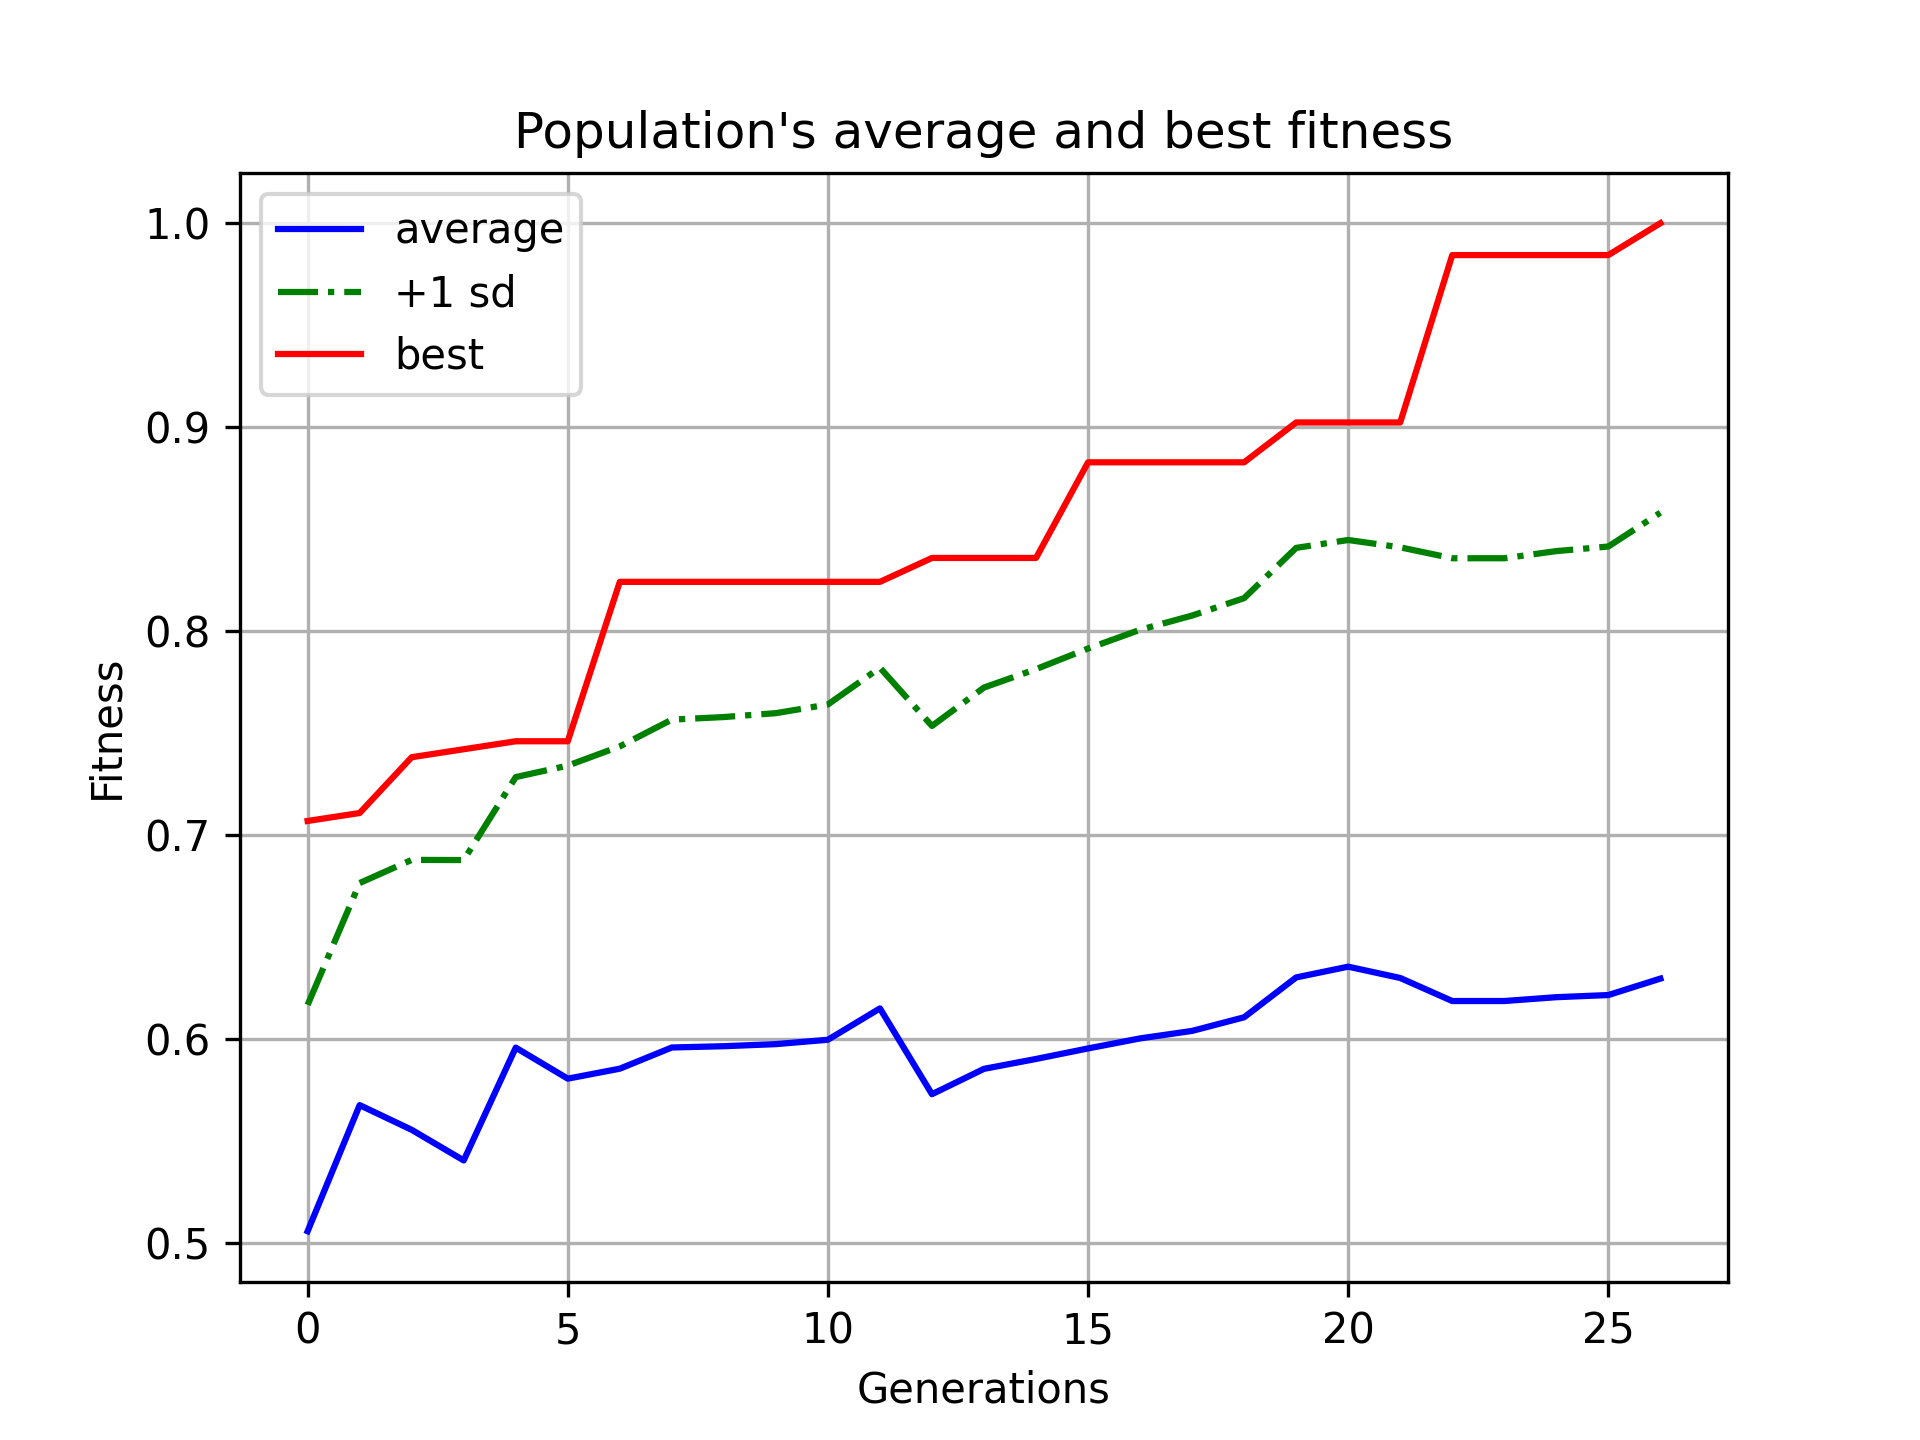 Population's average and best fitness
average
+1 sd
best
1.0
0.9
0.8
0.7
0.6
0.5
Fitness
0 5 10 15 20 25
Generations